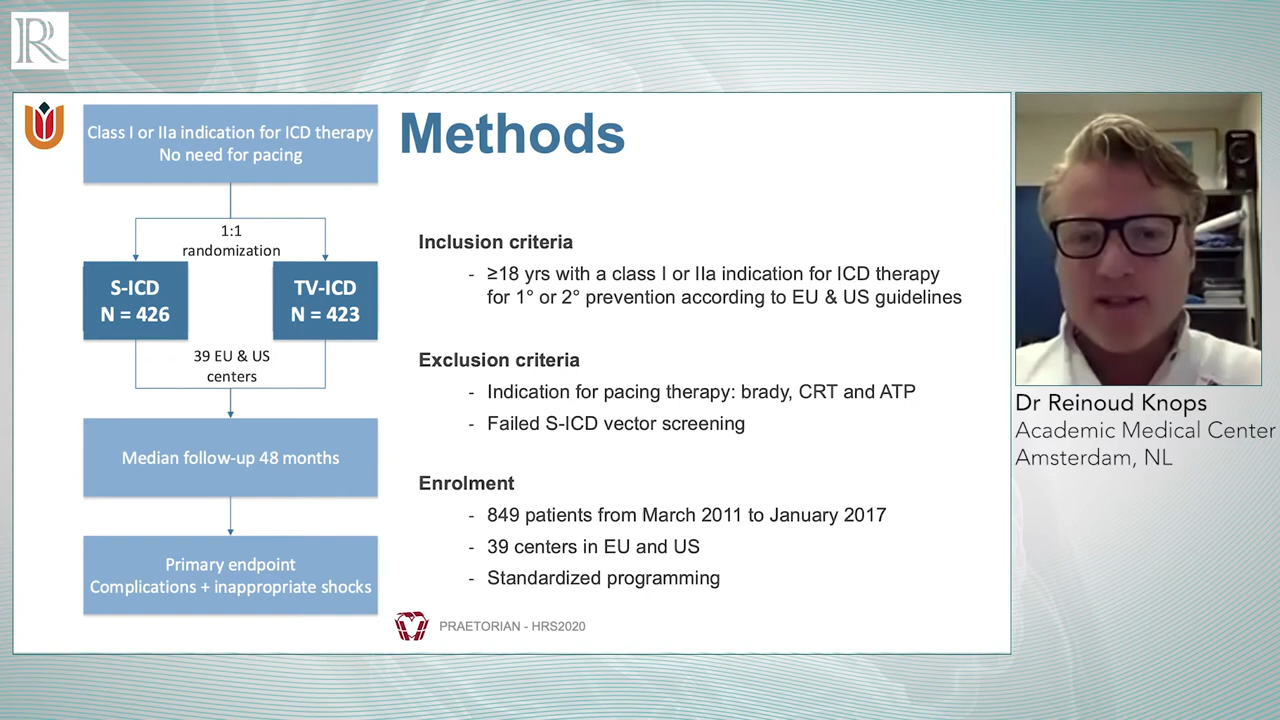 R
Class I or IIa indication for ICD therapy
No need for pacing
1:1
randomization
S-ICD
N = 426
TV-ICD
N = 423
39 EU & US
centers
Median follow-up 48 months
Primary endpoint
Complications + inappropriate shocks
Methods
Inclusion criteria
- ≥18 yrs with a class I or IIa indication for ICD therapy
for 1° or 2° prevention according to EU & US guidelines
Exclusion criteria
- Indication for pacing therapy: brady, CRT and ATP
- Failed S-ICD vector screening
Enrolment
- 849 patients from March 2011 to January 2017
- 39 centers in EU and US
- Standardized programming
PRAETORIAN - HRS2020
Dr Reinoud Knops
Academic Medical Center
Amsterdam, NL